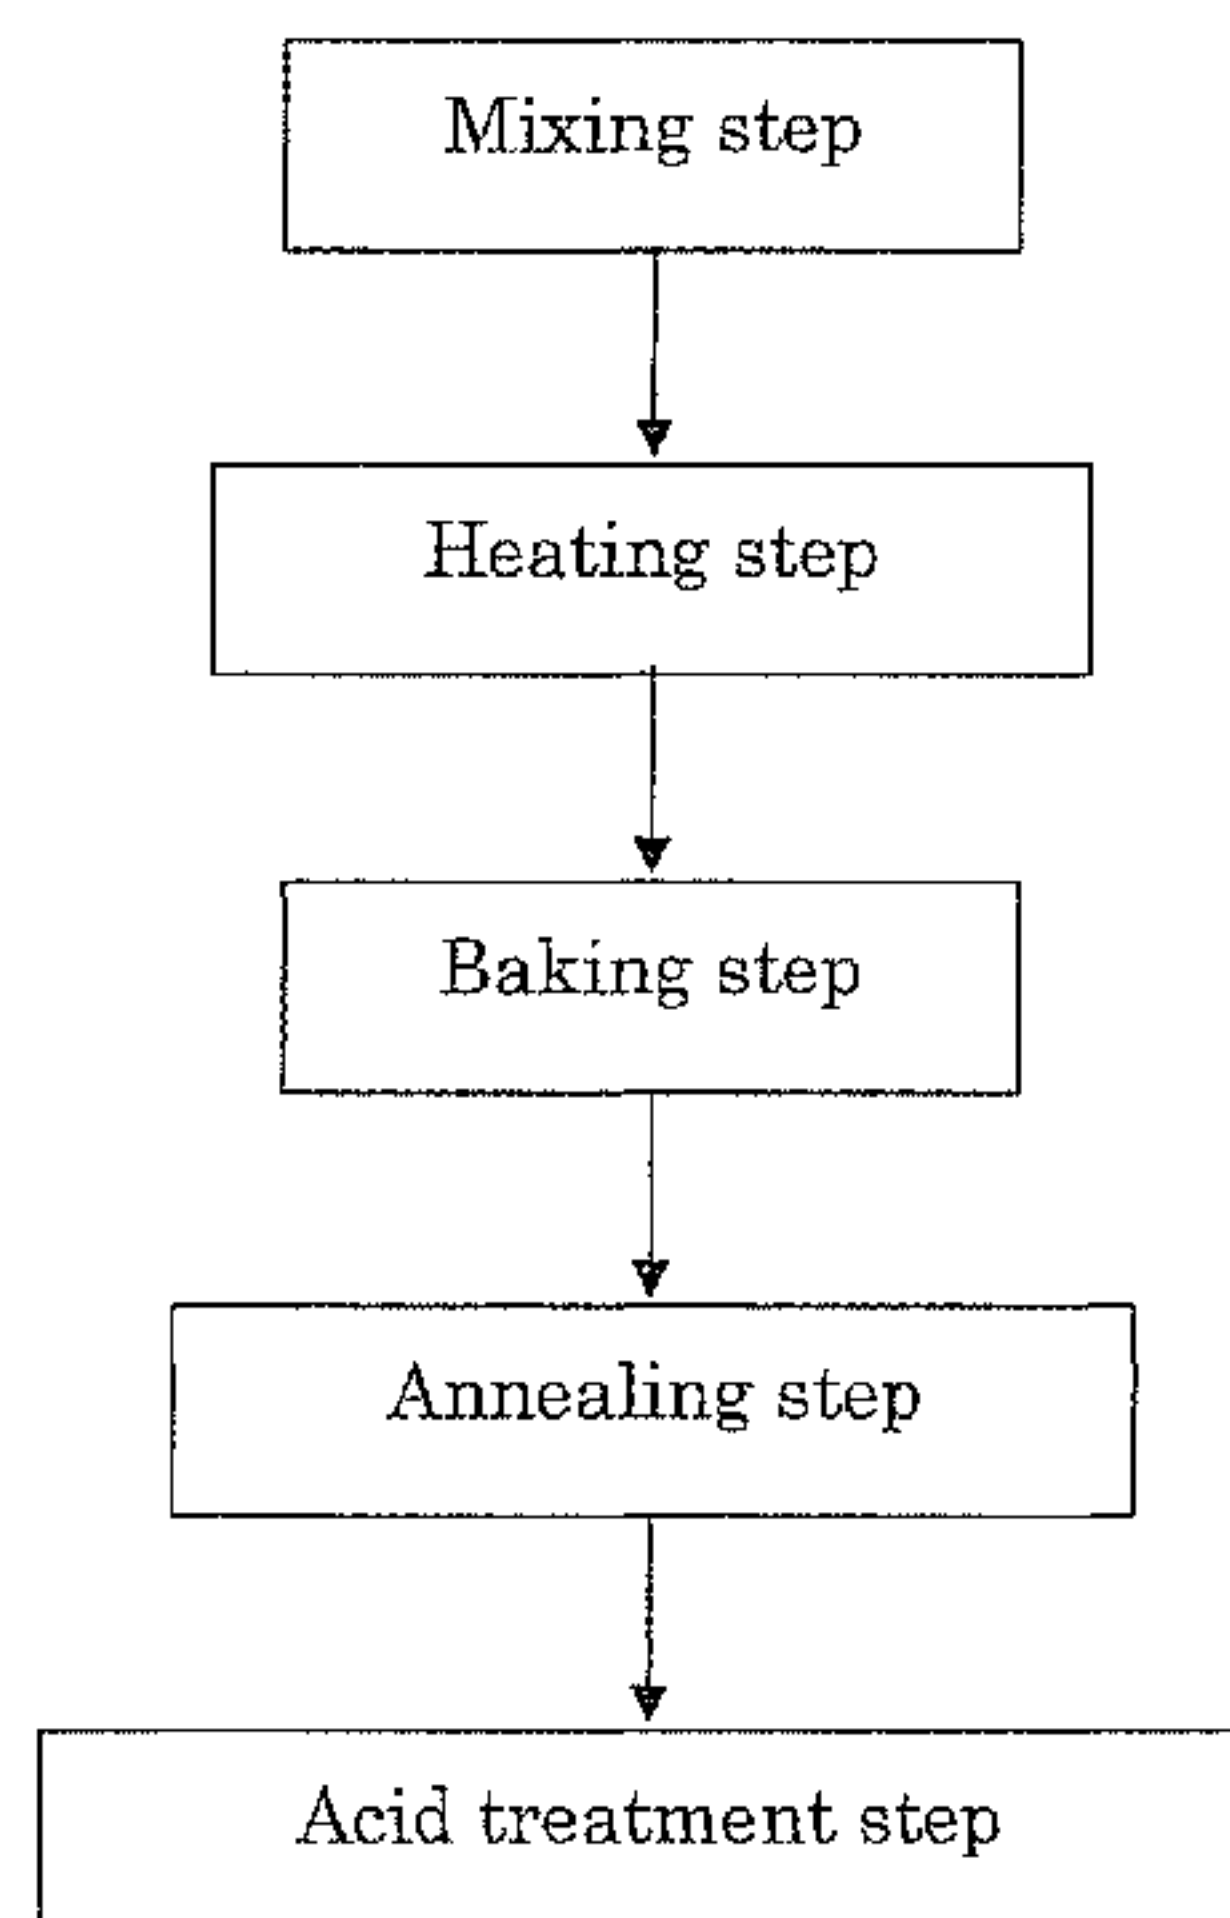 Mixing step
Heating step
Baking step
Annealing step
Acid treatment step